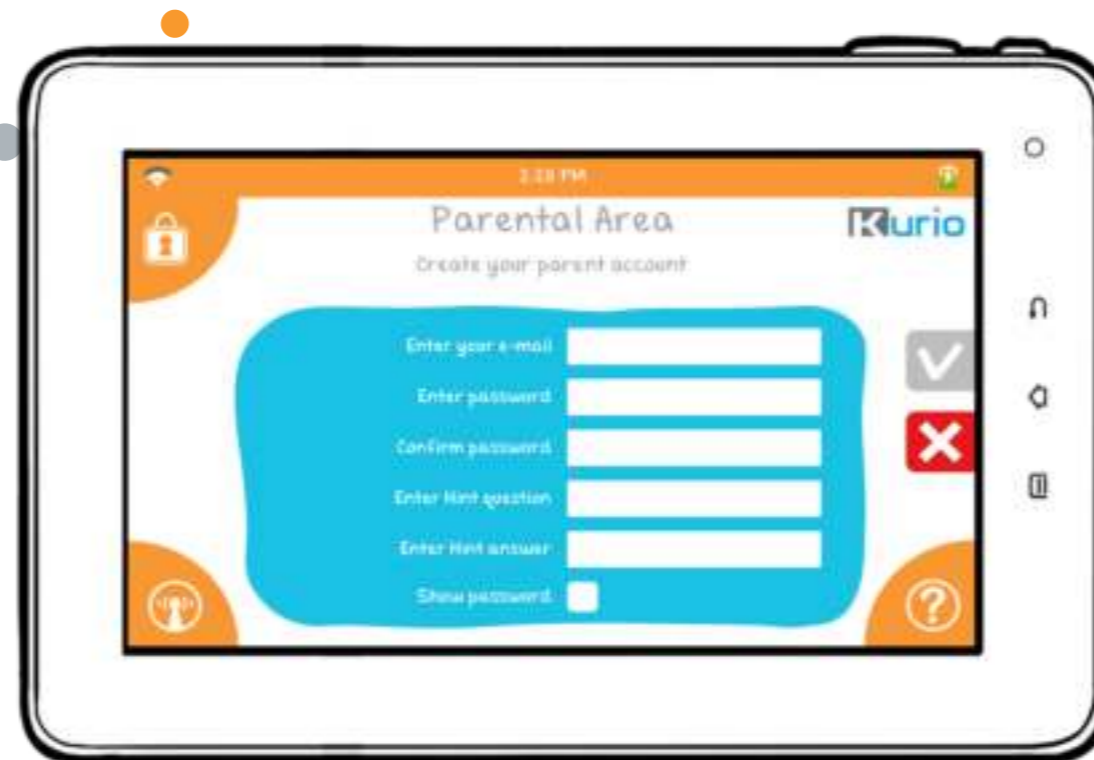 2:28 PM
Parental Area
Kurio
Create your parent account
Enter your e-mail
Enter password
Confirm password
Enter Hint question
Enter Hint answer
Show password
?